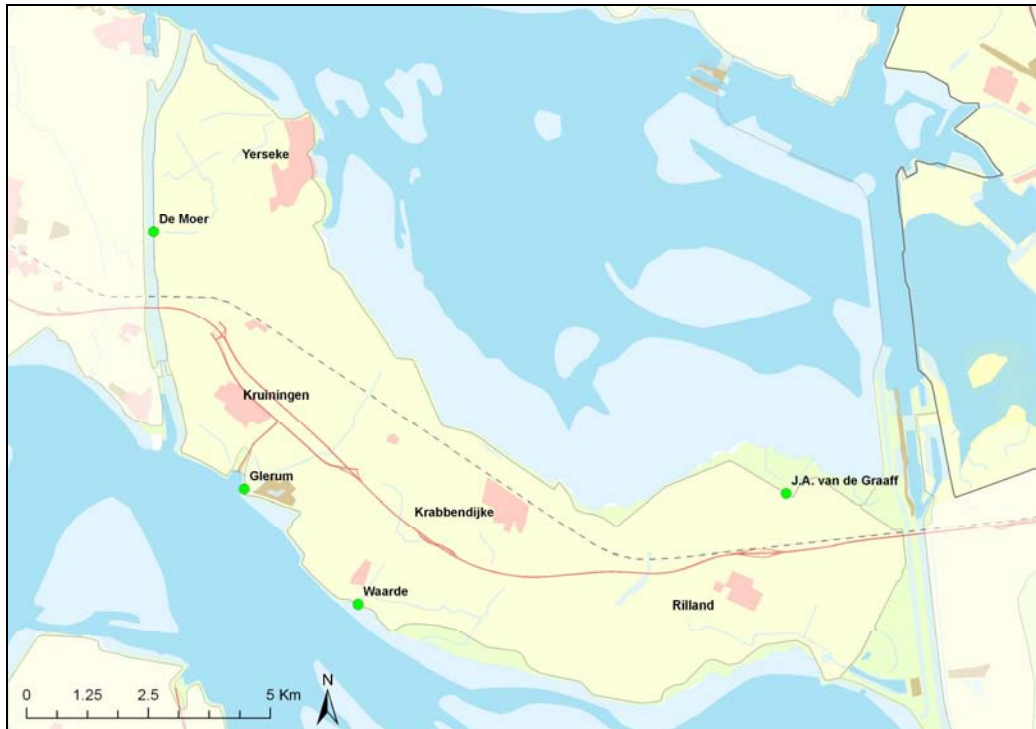 Yerseke
De Moer
Kruiningen
Glerum
J.A. van de Graaff
Krabbendijke
Waarde
Rilland
N
0 1.25 2.5 5 Km